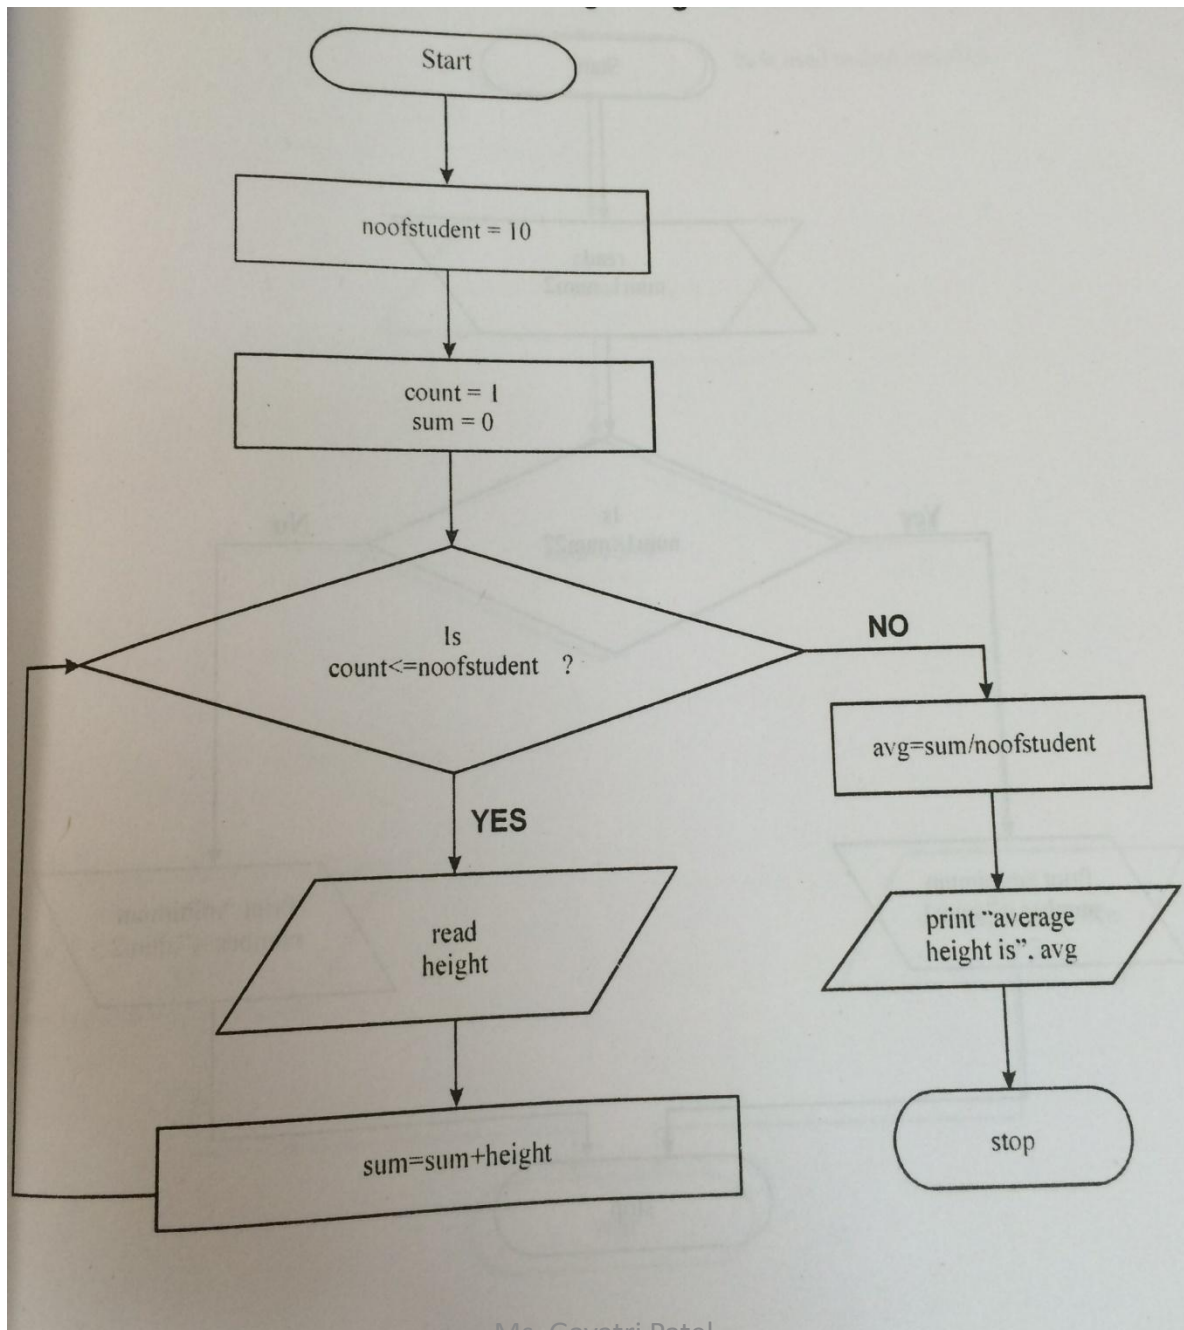 Start
noofstudent = 10
count = 1
sum = 0
Is
count<=noofstudent ?
NO
avg=sum/noofstudent
YES
read
height
print “average
height is”. avg
sum=sum+height
stop